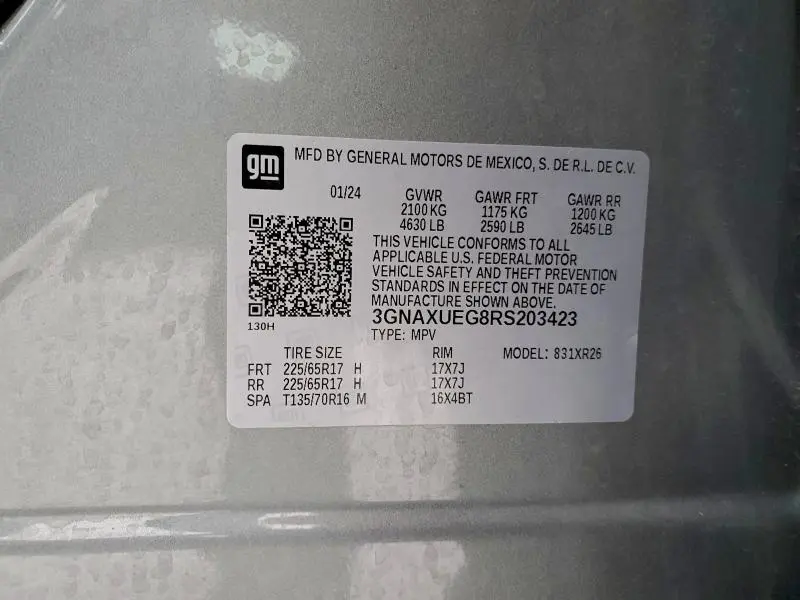 gm MFD BY GENERAL MOTORS DE MEXICO, S. DE R.L. DE C.V.
01/24 GVWR GAWR FRT GAWR RR
2100 KG 1175 KG 1200 KG
4630 LB 2590 LB 2645 LB
THIS VEHICLE CONFORMS TO ALL
APPLICABLE U.S. FEDERAL MOTOR
VEHICLE SAFETY AND THEFT PREVENTION
STANDARDS IN EFFECT ON THE DATE OF
MANUFACTURE SHOWN ABOVE.
3GNAXUEG8RS203423
130H
TYPE: MPV
TIRE SIZE RIM MODEL: 831XR26
FRT 225/65R17 H 17X7J
RR 225/65R17 H 17X7J
SPA T135/70R16 M 16X4BT